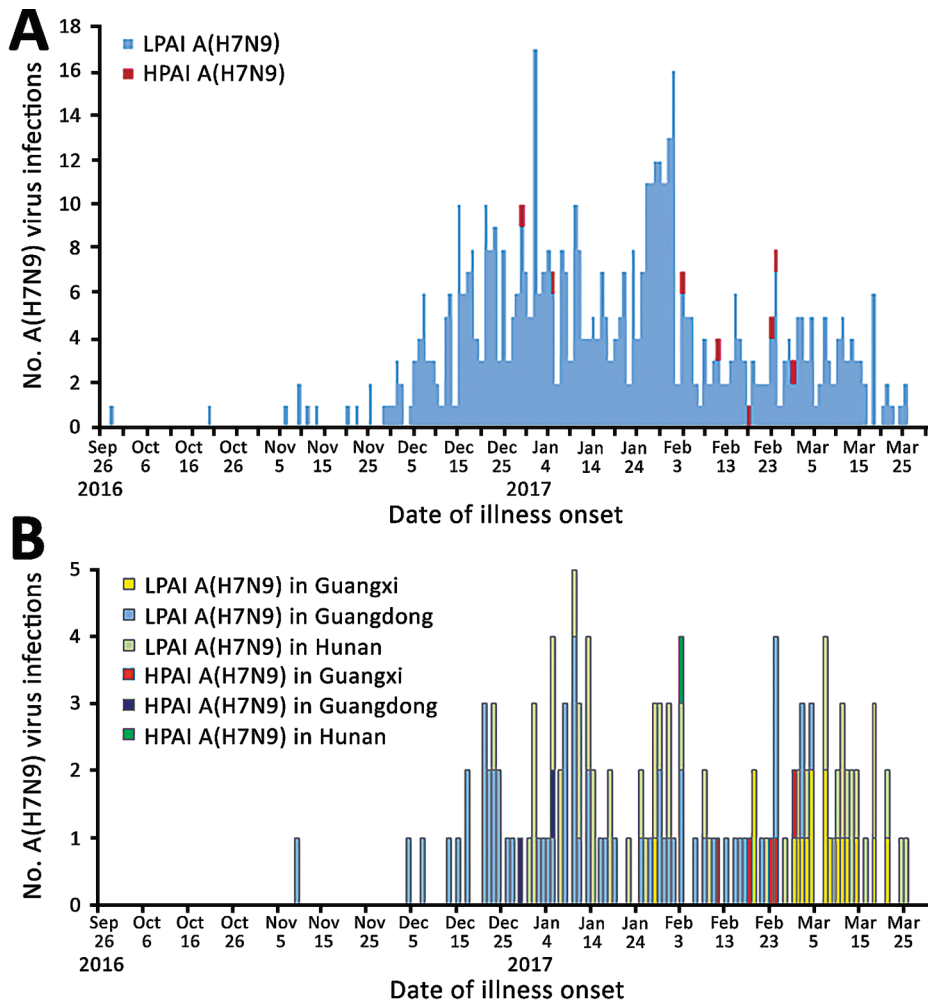 A
No. A(H7N9) virus infections
18
16
14
12
10
8
6
4
2
0
LPAI A(H7N9)
HPAI A(H7N9)
Sep Oct Oct Oct Nov Nov Nov Dec Dec Dec Jan Jan Jan Feb Feb Feb Mar Mar Mar
26 6 16 26 5 15 25 5 15 25 4 14 24 3 13 23 5 15 25
2016 2017
Date of illness onset
B
No. A(H7N9) virus infections
5
4
3
2
1
0
LPAI A(H7N9) in Guangxi
LPAI A(H7N9) in Guangdong
LPAI A(H7N9) in Hunan
HPAI A(H7N9) in Guangxi
HPAI A(H7N9) in Guangdong
HPAI A(H7N9) in Hunan
Sep Oct Oct Oct Nov Nov Nov Dec Dec Dec Jan Jan Jan Feb Feb Feb Mar Mar Mar
26 6 16 26 5 15 25 5 15 25 4 14 24 3 13 23 5 15 25
2016 2017
Date of illness onset